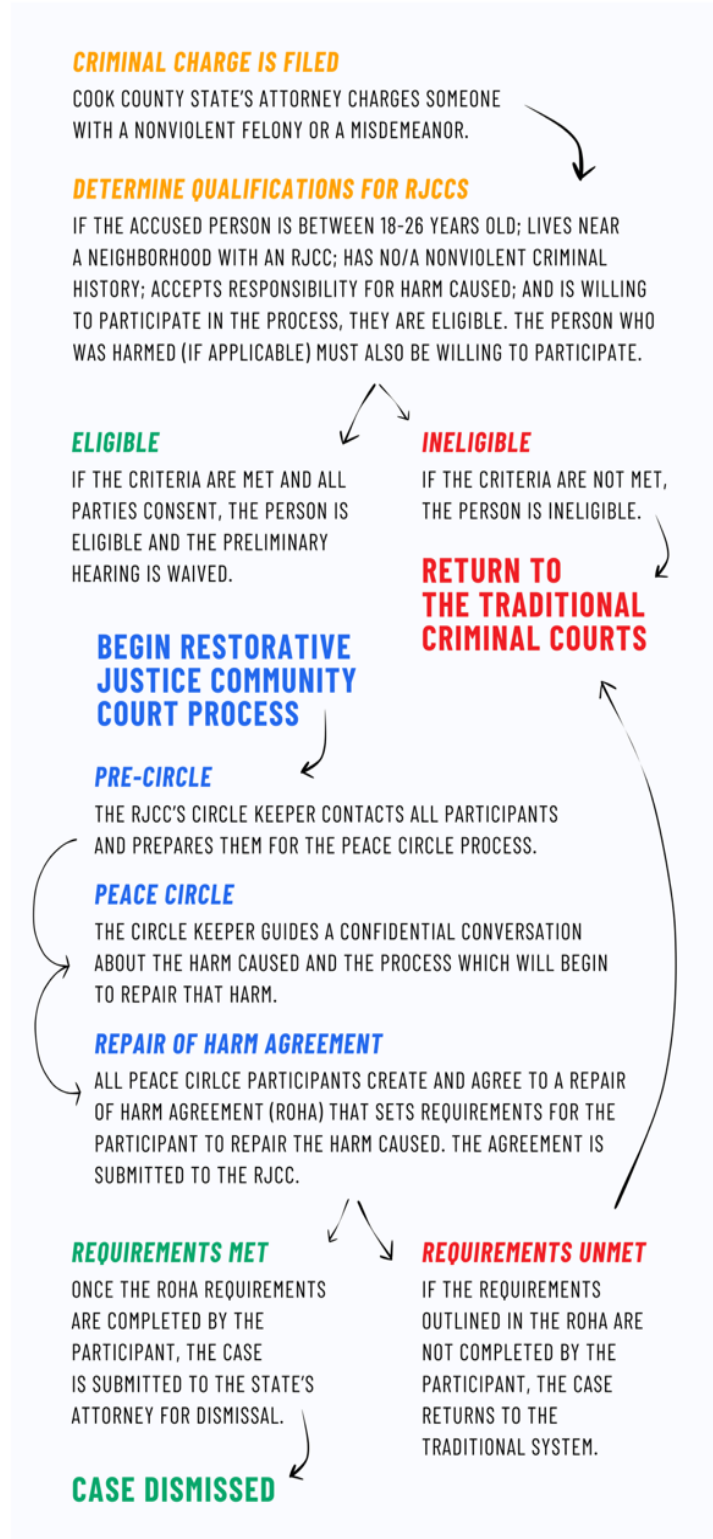 CRIMINAL CHARGE IS FILED
COOK COUNTY STATE'S ATTORNEY CHARGES SOMEONE
WITH A NONVIOLENT FELONY OR A MISDEMEANOR.
DETERMINE QUALIFICATIONS FOR RJCCS
IF THE ACCUSED PERSON IS BETWEEN 18-26 YEARS OLD; LIVES NEAR
A NEIGHBORHOOD WITH AN RJCC; HAS NO/A NONVIOLENT CRIMINAL
HISTORY; ACCEPTS RESPONSIBILITY FOR HARM CAUSED; AND IS WILLING
TO PARTICIPATE IN THE PROCESS, THEY ARE ELIGIBLE. THE PERSON WHO
WAS HARMED (IF APPLICABLE) MUST ALSO BE WILLING TO PARTICIPATE.
ELIGIBLE
IF THE CRITERIA ARE MET AND ALL
PARTIES CONSENT, THE PERSON IS
ELIGIBLE AND THE PRELIMINARY
HEARING IS WAIVED.
INELIGIBLE
IF THE CRITERIA ARE NOT MET,
THE PERSON IS INELIGIBLE.
RETURN TO
THE TRADITIONAL
CRIMINAL COURTS
BEGIN RESTORATIVE
JUSTICE COMMUNITY
COURT PROCESS
PRE-CIRCLE
THE RJCC'S CIRCLE KEEPER CONTACTS ALL PARTICIPANTS
AND PREPARES THEM FOR THE PEACE CIRCLE PROCESS.
PEACE CIRCLE
THE CIRCLE KEEPER GUIDES A CONFIDENTIAL CONVERSATION
ABOUT THE HARM CAUSED AND THE PROCESS WHICH WILL BEGIN
TO REPAIR THAT HARM.
REPAIR OF HARM AGREEMENT
ALL PEACE CIRLCE PARTICIPANTS CREATE AND AGREE TO A REPAIR
OF HARM AGREEMENT (ROHA) THAT SETS REQUIREMENTS FOR THE
PARTICIPANT TO REPAIR THE HARM CAUSED. THE AGREEMENT IS
SUBMITTED TO THE RJCC.
REQUIREMENTS MET
ONCE THE ROHA REQUIREMENTS
ARE COMPLETED BY THE
PARTICIPANT, THE CASE
IS SUBMITTED TO THE STATE'S
ATTORNEY FOR DISMISSAL.
CASE DISMISSED
REQUIREMENTS UNMET
IF THE REQUIREMENTS
OUTLINED IN THE ROHA ARE
NOT COMPLETED BY THE
PARTICIPANT, THE CASE
RETURNS TO THE
TRADITIONAL SYSTEM.